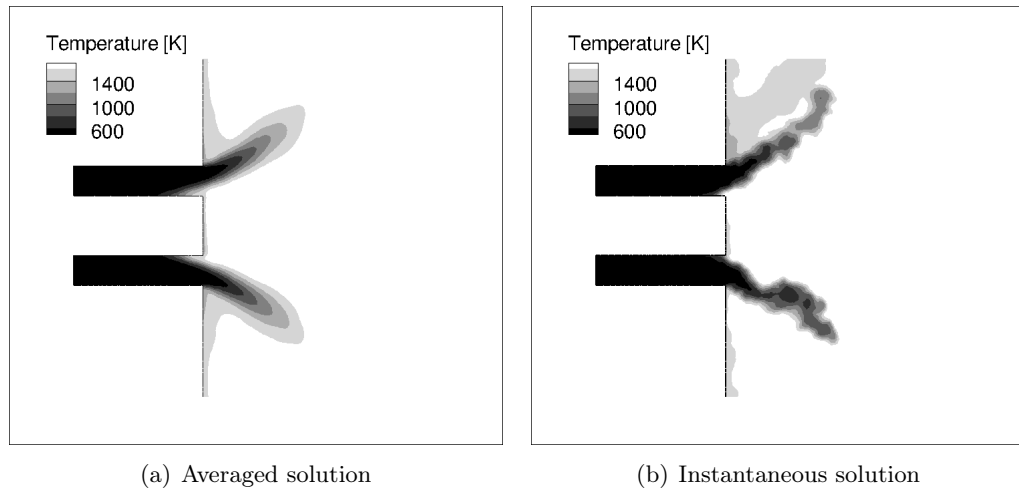 Temperature [K]
1400
1000
600
Temperature [K]
1400
1000
600
(a) Averaged solution
(b) Instantaneous solution